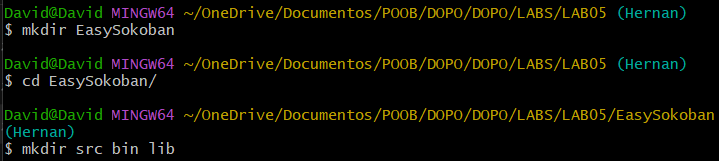 David@David MINGW64 ~/OneDrive/Documentos/POOB/DOPO/DOPO/LABS/LAB05 (Hernan)
$ mkdir EasySokoban
David@David MINGW64 ~/OneDrive/Documentos/POOB/DOPO/DOPO/LABS/LAB05 (Hernan)
$ cd EasySokoban/
David@David MINGW64 ~/OneDrive/Documentos/POOB/DOPO/DOPO/LABS/LAB05/EasySokoban
(Hernan)
$ mkdir src bin lib